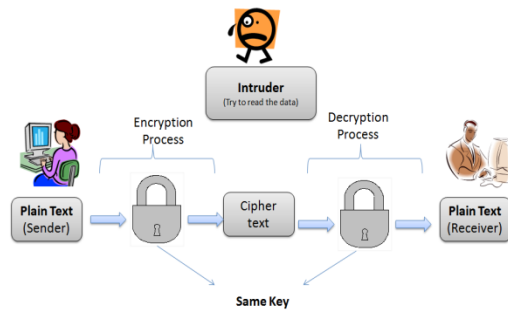 Intruder
(Try to read the data)
Encryption
Process
Decryption
Process
Plain Text
(Sender)
Cipher
text
Plain Text
(Receiver)
Same Key